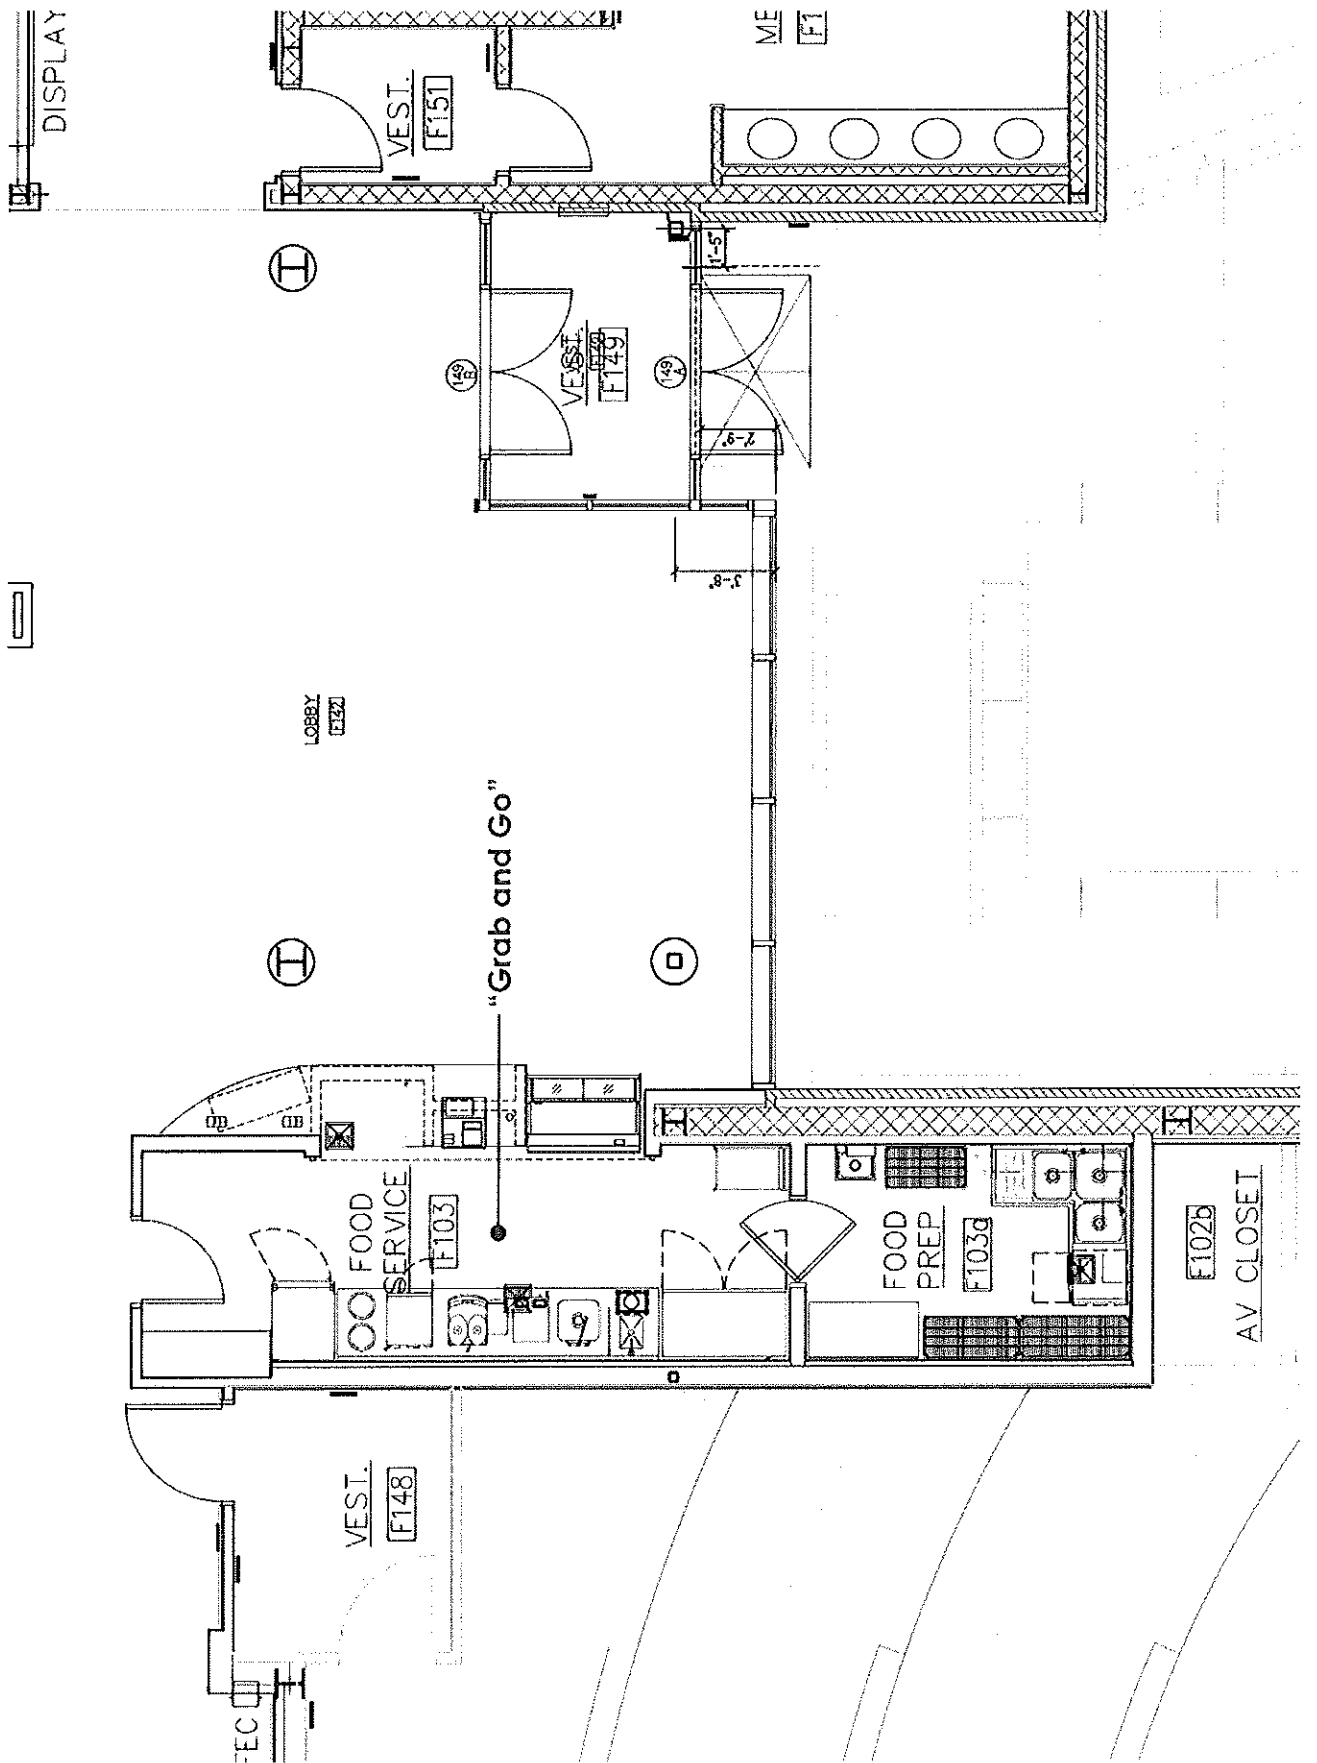 DISPLAY
VEST.
F151
ME
F1
1'-5"
149
B
VEST.
F149
149
A
2'-9"
3'-8"
LOBBY
F142
"Grab and Go"
FOOD
SERVICE
F103
FOOD
PREP
F103a
F102b
AV CLOSET
VEST.
F148
FEC